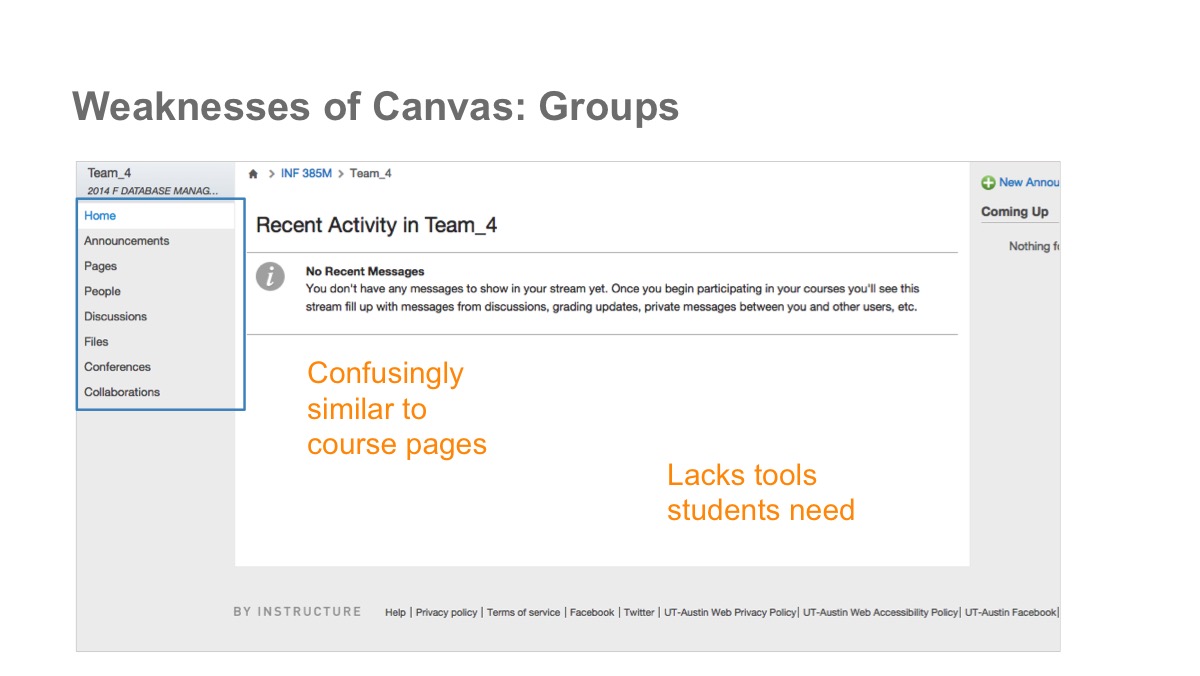 Weaknesses of Canvas: Groups
Team_4
2014 F DATABASE MANAG...
Home
Announcements
Pages
People
Discussions
Files
Conferences
Collaborations
> INF 385M > Team_4
Recent Activity in Team_4
No Recent Messages
You don't have any messages to show in your stream yet. Once you begin participating in your courses you'll see this
stream fill up with messages from discussions, grading updates, private messages between you and other users, etc.
Confusingly
similar to
course pages
Lacks tools
students need
New Annou
Coming Up
Nothing f
BY INSTRUCTURE
Help | Privacy policy | Terms of service | Facebook | Twitter | UT-Austin Web Privacy Policy| UT-Austin Web Accessibility Policy| UT-Austin Facebook|